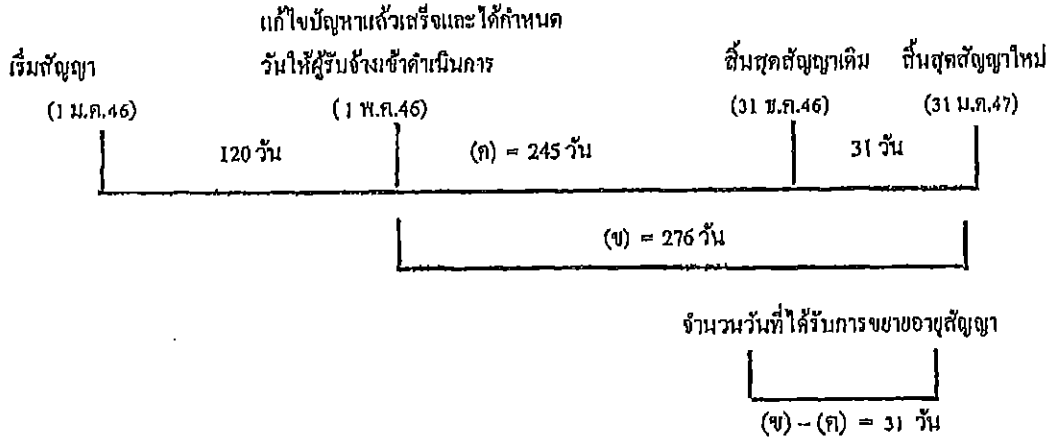 แก้ไขปัญหาแล้วเสร็จและได้กำหนด
วันให้ผู้รับจ้างเข้าดำเนินการ
เริ่มสัญญา
สิ้นสุดสัญญาเดิม สิ้นสุดสัญญาใหม่
(1 ม.ค.46) (1 พ.ค.46) (31 ธ.ค.46) (31 ม.ค.47)
120 วัน (ค) = 245 วัน 31 วัน
(ข) = 276 วัน
จำนวนวันที่ได้รับการขยายอายุสัญญา
(ข) – (ค) = 31 วัน